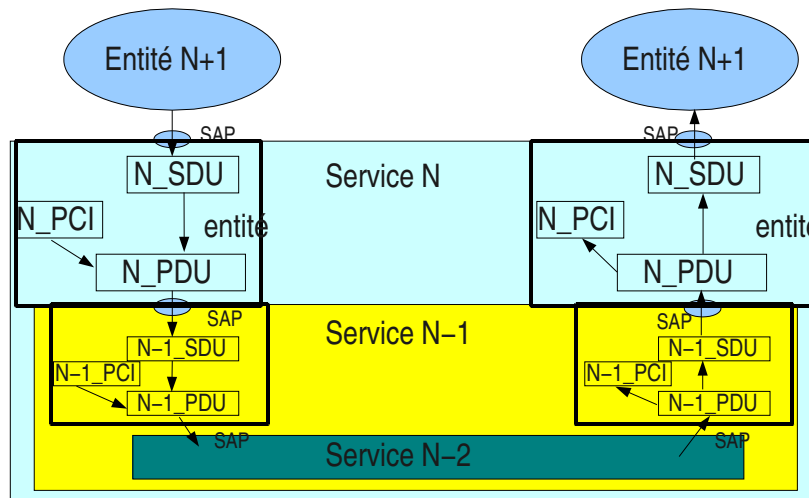 Entité N+1
Entité N+1
SAP
SAP
N_SDU
Service N
N_SDU
N_PCI
entité
N_PCI
entité
N_PDU
N_PDU
SAP
Service N−1
SAP
N−1_SDU
N−1_SDU
N−1_PCI
N−1_PCI
N−1_PDU
N−1_PDU
SAP
Service N−2
SAP